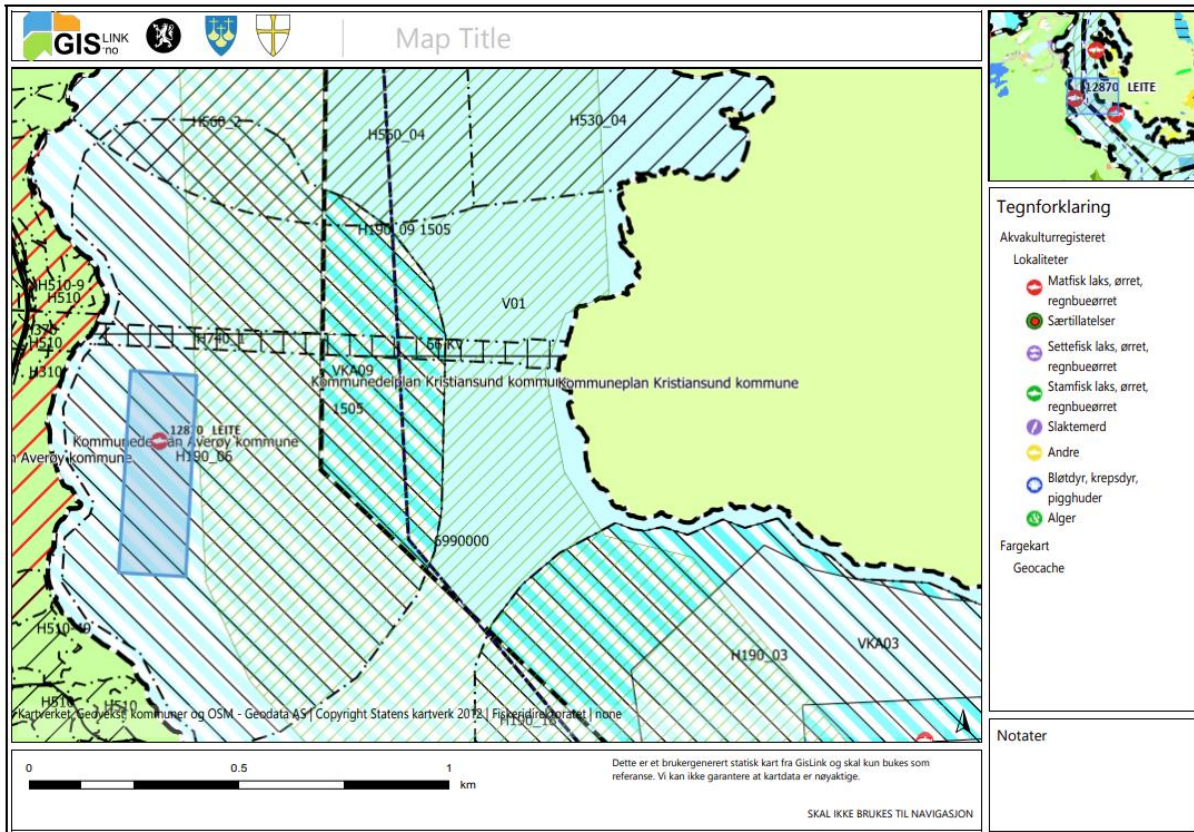 GIS LINK .no
Map Title
12870 LEITE
H560_2
H560_04
H530_04
H190_09 1505
V01
H510-9
H510
H370
H510
H310
H740_1
66 KV
VKA09
Kommunedelplan Kristiansund kommun
Kommuneplan Kristiansund kommune
1505
12870 LEITE
Kommunedelplan Averøy kommune
n Averøy kommune
H190_06
6990000
H510-49
H190_03
VKA03
H510
H510
Kartverket, Geovekst, kommuner og OSM - Geodata AS | Copyright Statens kartverk 2012 | Fiskeridirektoratet | none
Tegnforklaring
Akvakulturregisteret
Lokaliteter
Matfisk laks, ørret,
regnbueørret
Særtillatelser
Settefisk laks, ørret,
regnbueørret
Stamfisk laks, ørret,
regnbueørret
Slaktemerd
Andre
Bløtdyr, krepsdyr,
pigghuder
Alger
Fargekart
Geocache
Notater
0 0.5 1
km
Dette er et brukergenerert statisk kart fra GisLink og skal kun bukes som
referanse. Vi kan ikke garantere at kartdata er nøyaktige.
SKAL IKKE BRUKES TIL NAVIGASJON